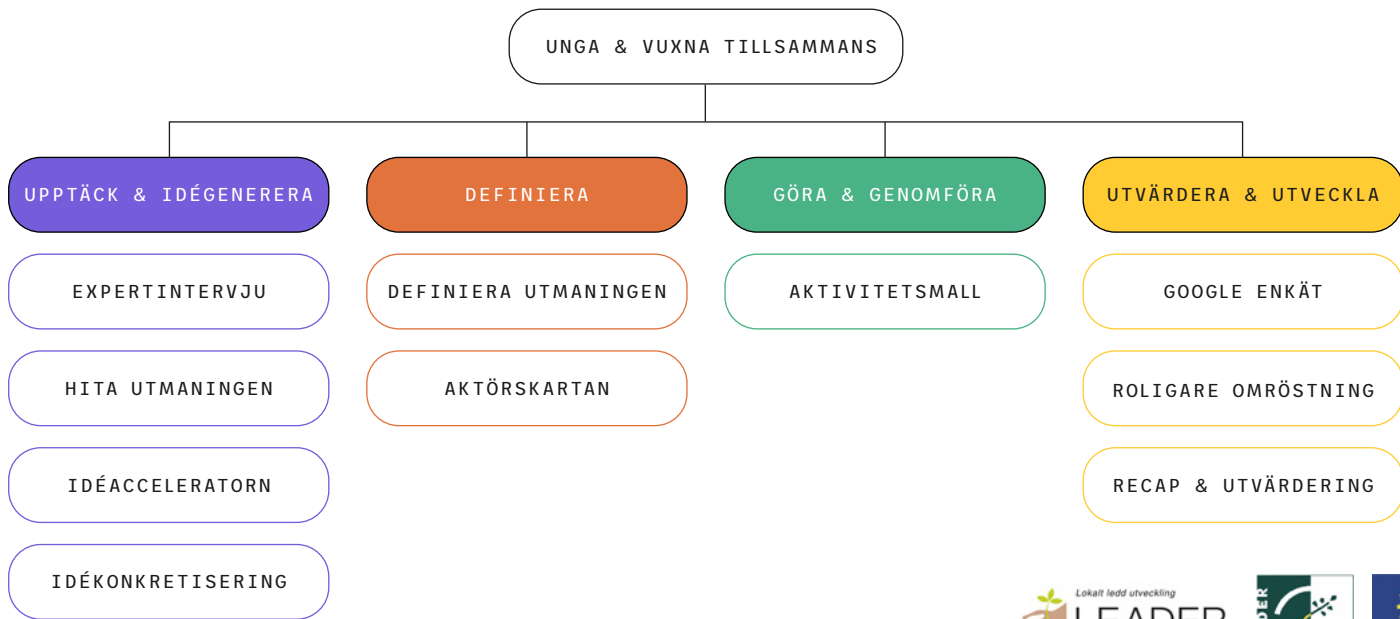 UNGA & VUXNA TILLSAMMANS
UPPTÄCK & IDÉGENERERA
DEFINIERA
GÖRA & GENOMFÖRA
UTVÄRDERA & UTVECKLA
EXPERTINTERVJU
DEFINIERA UTMANINGEN
AKTIVITETSMALL
GOOGLE ENKÄT
HITA UTMANINGEN
AKTÖRSKARTAN
ROLIGARE OMRÖSTNING
IDÉACCELERATORN
RECAP & UTVÄRDERING
IDÉKONKRETISERING
Lokalt ledd utveckling
LEADER